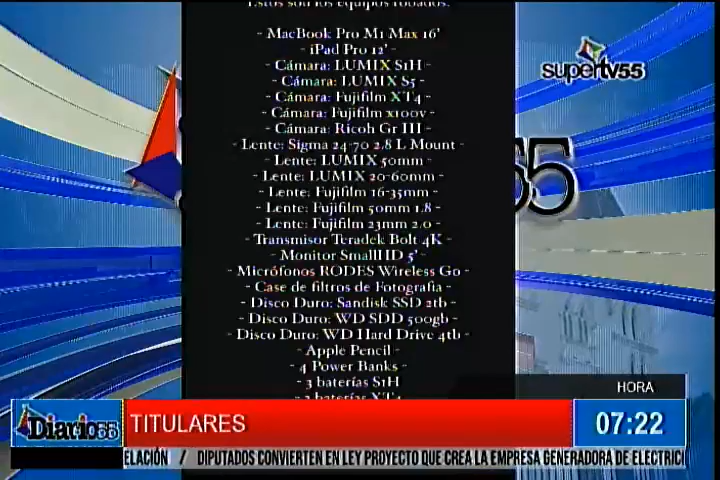 Estos son los equipos robados.
- MacBook Pro M1 Max 16' 
- iPad Pro 12' -
- Cámara: LUMIX S1H -
- Cámara: LUMIX S5 -
- Cámara: Fujifilm XT4 -
- Cámara: Fujifilm x100v -
- Cámara: Ricoh Gr III -
- Lente: Sigma 24-70 2.8 L Mount -
- Lente: LUMIX 50mm -
- Lente: LUMIX 20-60mm -
- Lente: Fujifilm 16-35mm -
- Lente: Fujifilm 50mm 1.8 -
- Lente: Fujifilm 23mm 2.0 -
- Transmisor Teradek Bolt 4K -
- Monitor SmallHD 5' -
- Micrófonos RODES Wireless Go -
- Case de filtros de Fotografia -
- Disco Duro: Sandisk SSD 2tb -
- Disco Duro: WD SDD 500gb -
- Disco Duro: WD Hard Drive 4tb -
- Apple Pencil -
- 4 Power Banks -
- 3 baterías S1H
supertv55
55
HORA
Diario55
TITULARES
07:22
ELACIÓN / DIPUTADOS CONVIERTEN EN LEY PROYECTO QUE CREA LA EMPRESA GENERADORA DE ELECTRICI